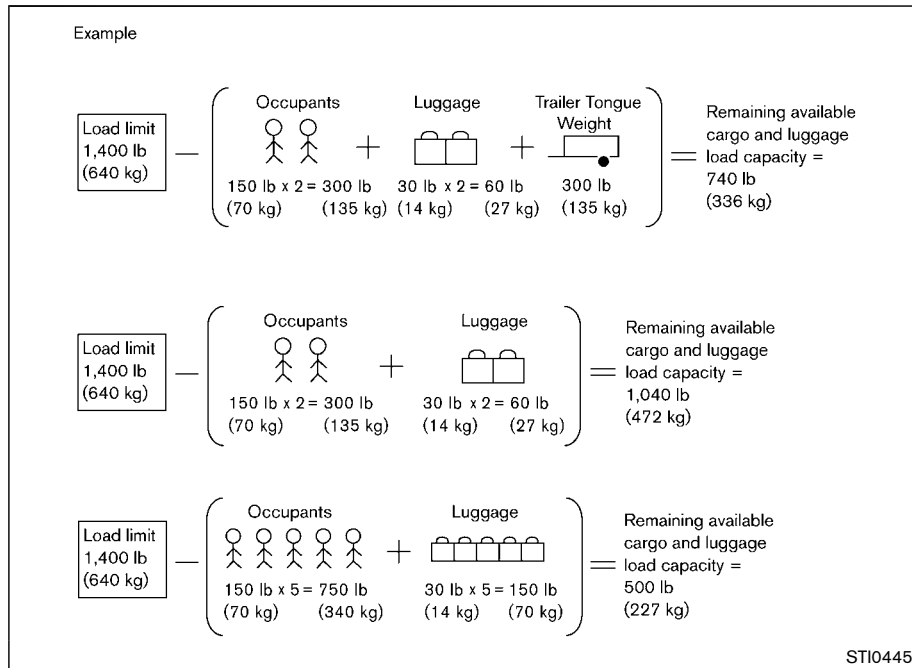 Example
Load limit
1,400 lb
(640 kg)
Occupants
Luggage
Trailer Tongue
Weight
150 lb x 2 = 300 lb
(70 kg) (135 kg)
30 lb x 2 = 60 lb
(14 kg) (27 kg)
300 lb
(135 kg)
Remaining available
cargo and luggage
load capacity =
740 lb
(336 kg)
Load limit
1,400 lb
(640 kg)
Occupants
Luggage
150 lb x 2 = 300 lb
(70 kg) (135 kg)
30 lb x 2 = 60 lb
(14 kg) (27 kg)
Remaining available
cargo and luggage
load capacity =
1,040 lb
(472 kg)
Load limit
1,400 lb
(640 kg)
Occupants
Luggage
150 lb x 5 = 750 lb
(70 kg) (340 kg)
30 lb x 5 = 150 lb
(14 kg) (70 kg)
Remaining available
cargo and luggage
load capacity =
500 lb
(227 kg)
STI0445